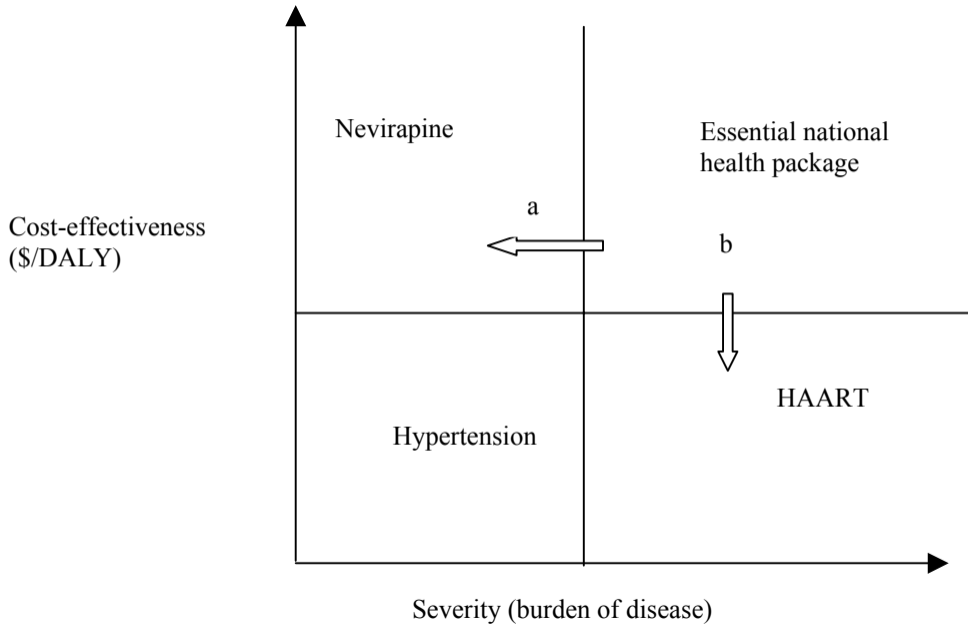 Nevirapine
Essential national
health package
a
Cost-effectiveness
($/DALY)
b
HAART
Hypertension
Severity (burden of disease)